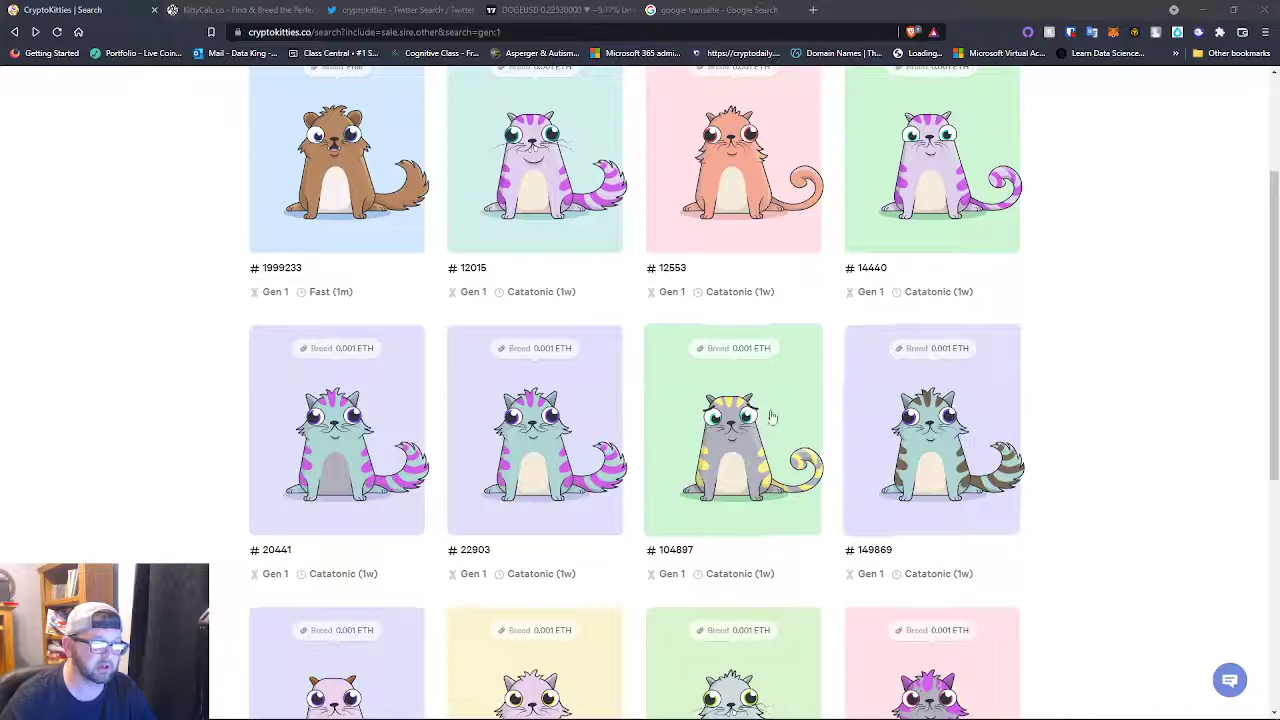 CryptoKitties | Search
KittyCalc.co - Find & Breed the Perfe
cryptokitties - Twitter Search / Twitter
DOGEUSD 0.22530000 ▼ −5.77% Un
google translte - Google Search
cryptokitties.co/search?include=sale,sire,other&search=gen:1
Getting Started
Portfolio - Live Coin...
Mail - Data.king.ko...
Class Central • #1 S...
Asperger & Autism...
Microsoft 365 admi...
https://cryptodaily...
Domain Names | Th...
Loading...
Microsoft Virtual Ac...
Learn Data Science...
»
Other bookmarks
# 1999233
# 12015
# 12553
# 14440
Gen 1 Fast (1m)
Gen 1 Catatonic (1w)
Gen 1 Catatonic (1w)
Gen 1 Catatonic (1w)
Breed 0.001 ETH
Breed 0.001 ETH
Breed 0.001 ETH
Breed 0.001 ETH
# 20441
# 22903
# 104897
# 149869
Gen 1 Catatonic (1w)
Gen 1 Catatonic (1w)
Gen 1 Catatonic (1w)
Gen 1 Catatonic (1w)
Breed 0.001 ETH
Breed 0.001 ETH
Breed 0.001 ETH
Breed 0.001 ETH